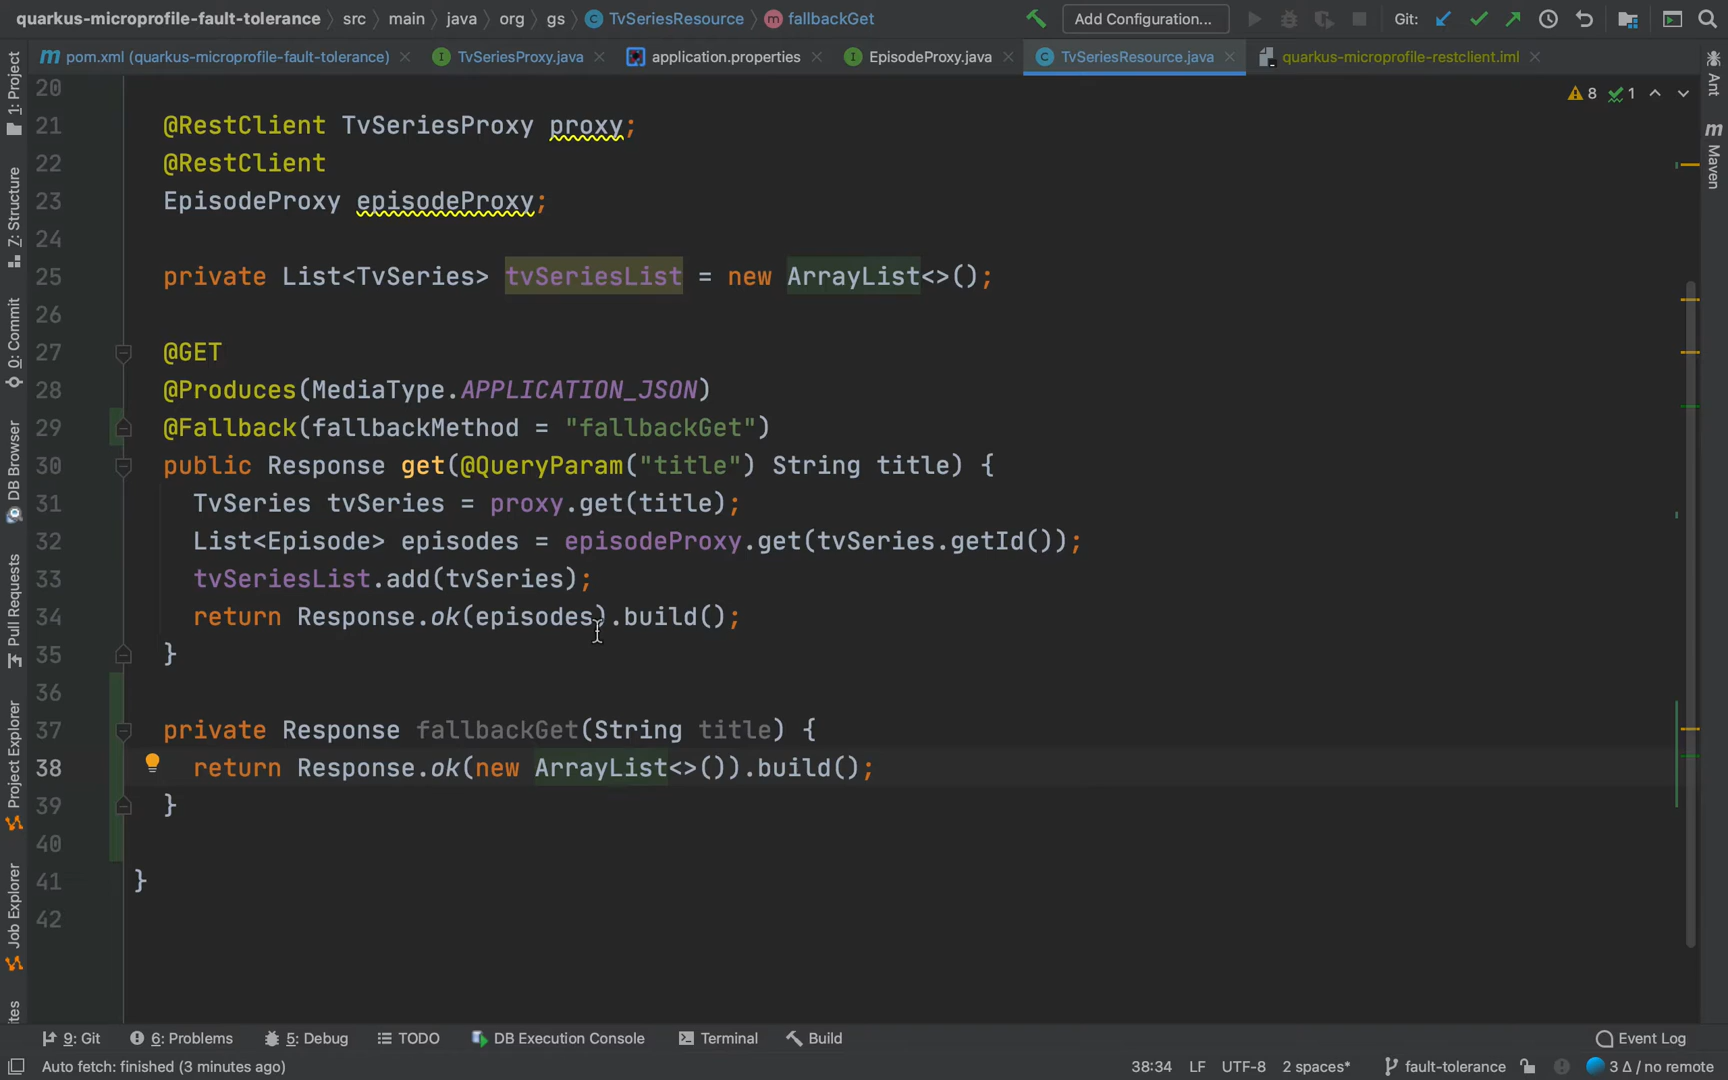 quarkus-microprofile-fault-tolerance src main java org gs TvSeriesResource fallbackGet Add Configuration... Git:
pom.xml (quarkus-microprofile-fault-tolerance) TvSeriesProxy.java application.properties EpisodeProxy.java TvSeriesResource.java quarkus-microprofile-restclient.iml
8 1
20
21 @RestClient TvSeriesProxy proxy;
22 @RestClient
23 EpisodeProxy episodeProxy;
24
25 private List<TvSeries> tvSeriesList = new ArrayList<>();
26
27 @GET
28 @Produces(MediaType.APPLICATION_JSON)
29 @Fallback(fallbackMethod = "fallbackGet")
30 public Response get(@QueryParam("title") String title) {
31 TvSeries tvSeries = proxy.get(title);
32 List<Episode> episodes = episodeProxy.get(tvSeries.getId());
33 tvSeriesList.add(tvSeries);
34 return Response.ok(episodes).build();
35 }
36
37 private Response fallbackGet(String title) {
38 return Response.ok(new ArrayList<>()).build();
39 }
40
41 }
42
1: Project
7: Structure
0: Commit
DB Browser
Pull Requests
Project Explorer
Job Explorer
ites
Ant
Maven
9: Git 6: Problems 5: Debug TODO DB Execution Console Terminal Build Event Log
Auto fetch: finished (3 minutes ago) 38:34 LF UTF-8 2 spaces* fault-tolerance 3 Δ / no remote